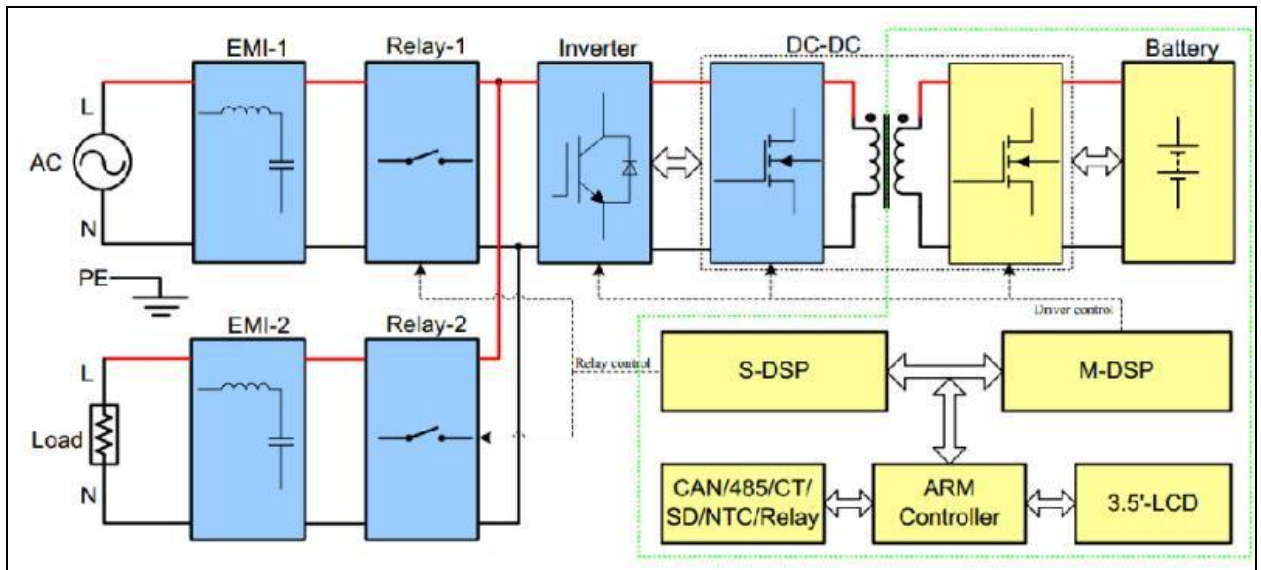 EMI-1
Relay-1
Inverter
DC-DC
Battery
L
AC
N
PE
EMI-2
Relay-2
Driver control
L
Relay control
S-DSP
M-DSP
Load
N
CAN/485/CT/
SD/NTC/Relay
ARM
Controller
3.5'-LCD